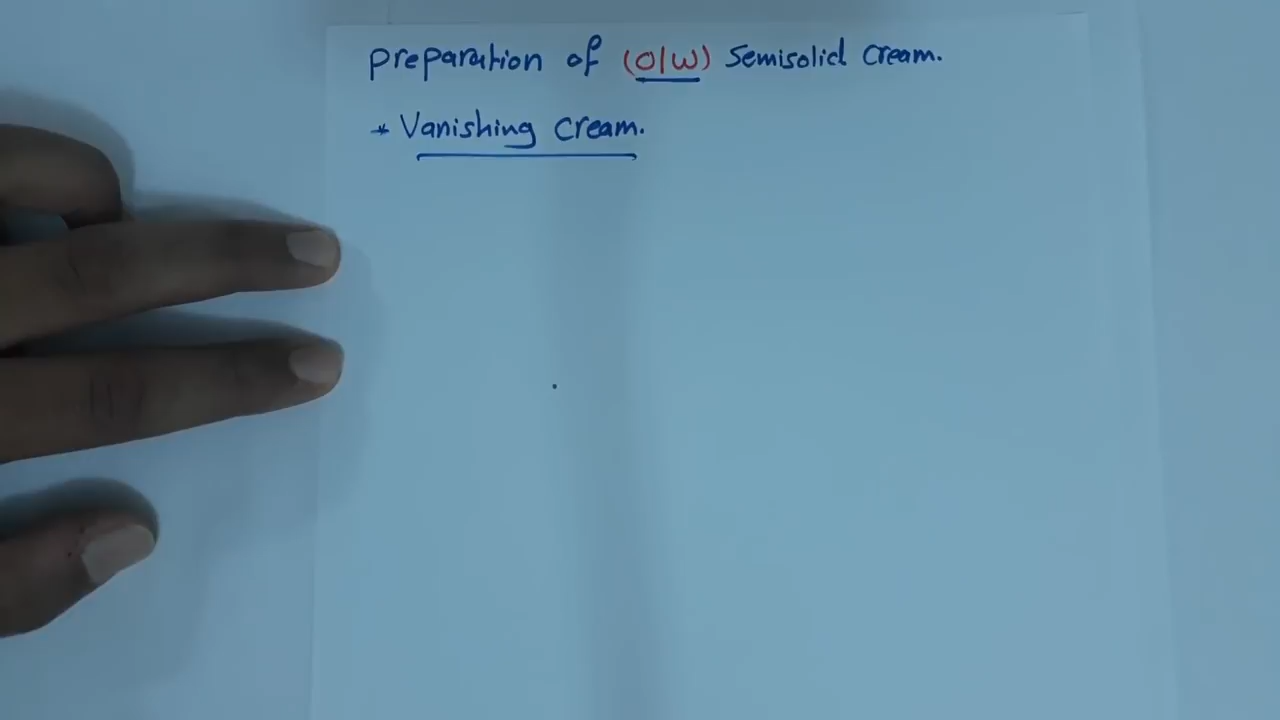 preparation of (O/W) Semisolid Cream.
* Vanishing Cream.